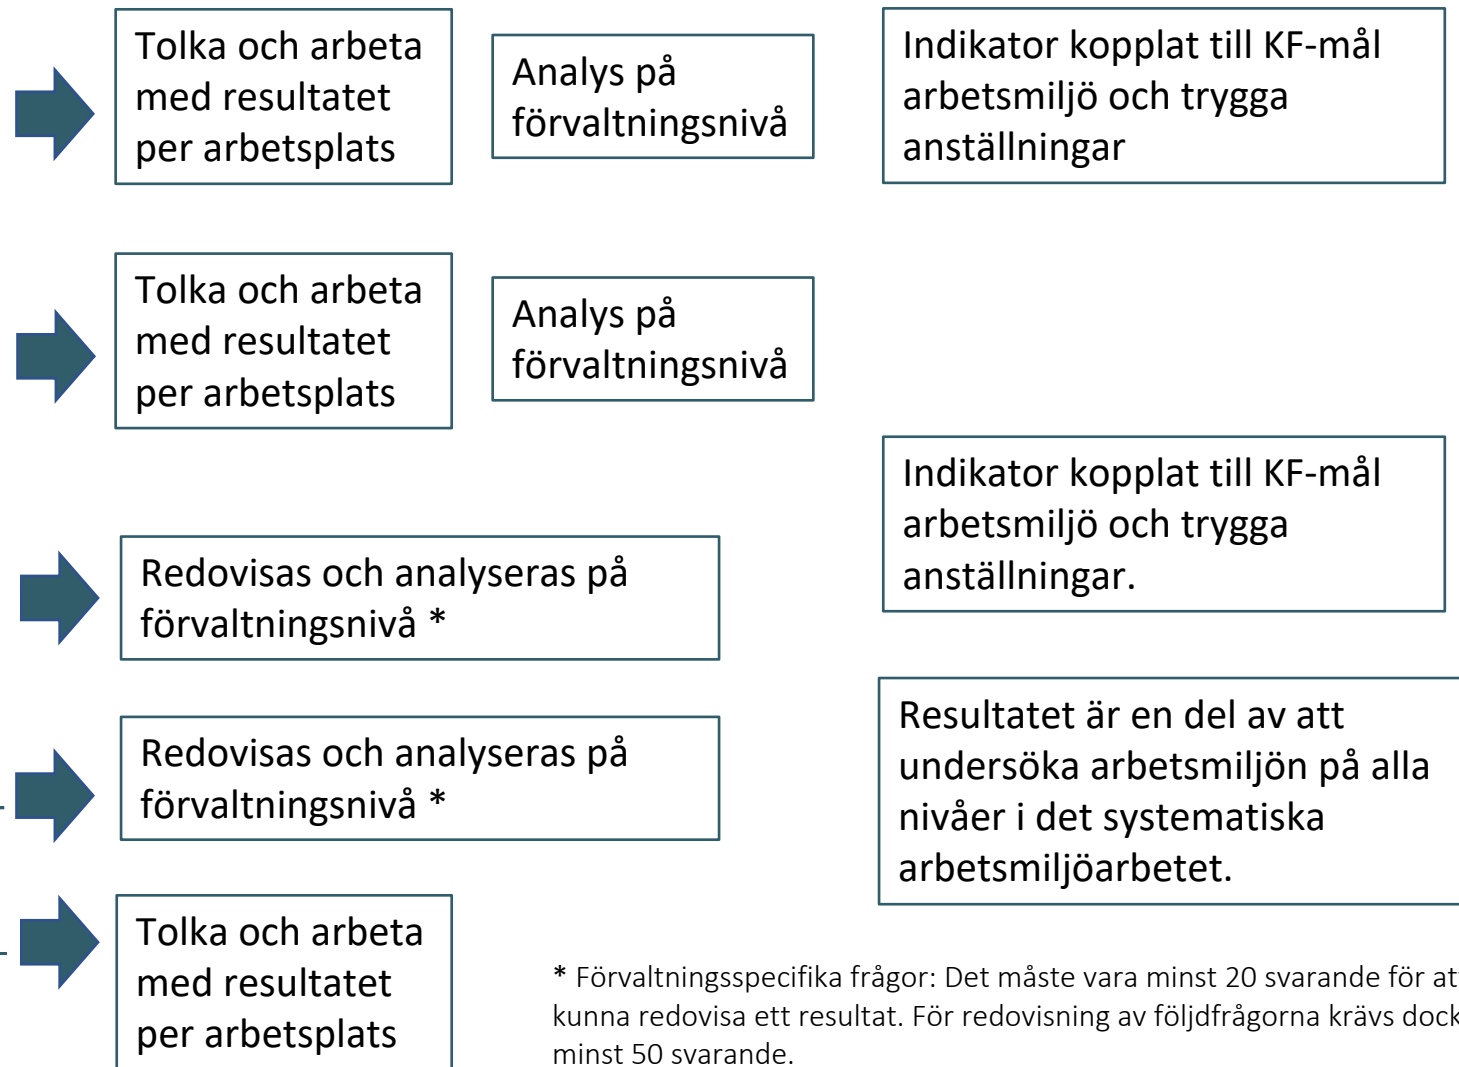 Tolka och arbeta
med resultatet
per arbetsplats
Analys på
förvaltningsnivå
Indikator kopplat till KF-mål
arbetsmiljö och trygga
anställningar
Tolka och arbeta
med resultatet
per arbetsplats
Analys på
förvaltningsnivå
Indikator kopplat till KF-mål
arbetsmiljö och trygga
anställningar.
Redovisas och analyseras på
förvaltningsnivå *
Redovisas och analyseras på
förvaltningsnivå *
Resultatet är en del av att
undersöka arbetsmiljön på alla
nivåer i det systematiska
arbetsmiljöarbetet.
Tolka och arbeta
med resultatet
per arbetsplats
* Förvaltningsspecifika frågor: Det måste vara minst 20 svarande för att
kunna redovisa ett resultat. För redovisning av följdfrågorna krävs dock
minst 50 svarande.